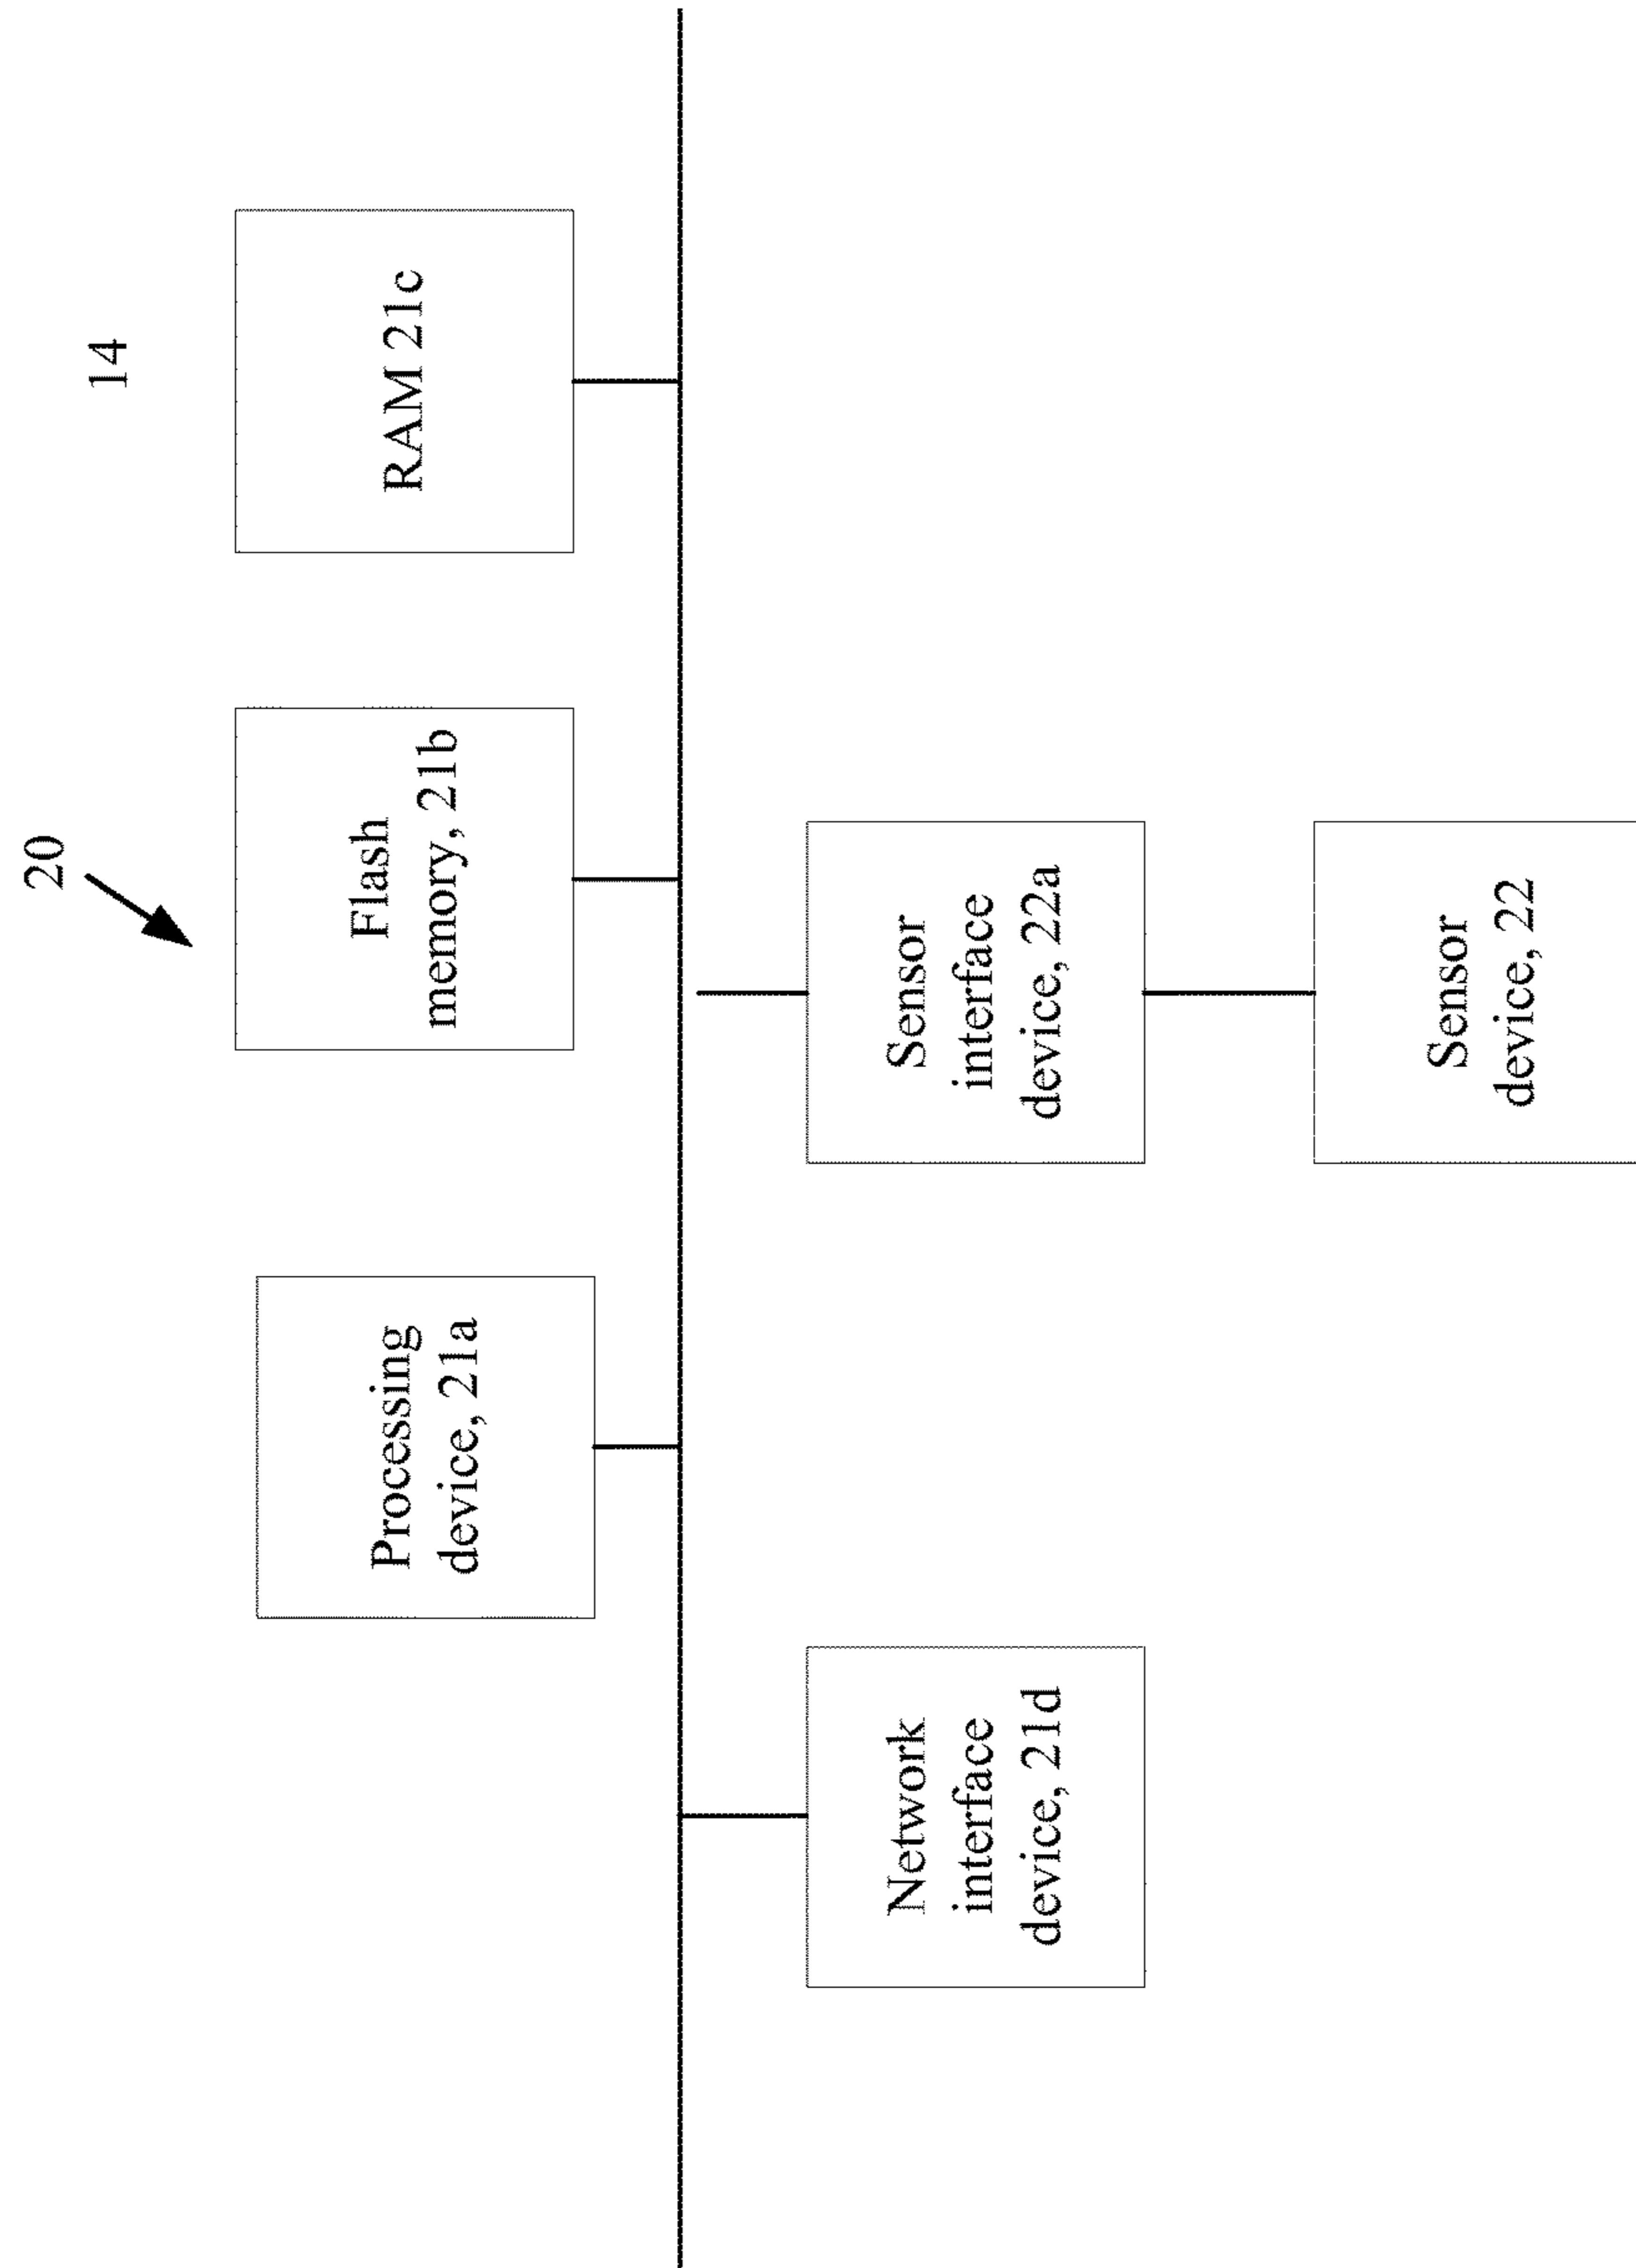 20
14
Processing
device, 21a
Flash
memory, 21b
RAM 21c
Network
interface
device, 21d
Sensor
interface
device, 22a
Sensor
device, 22